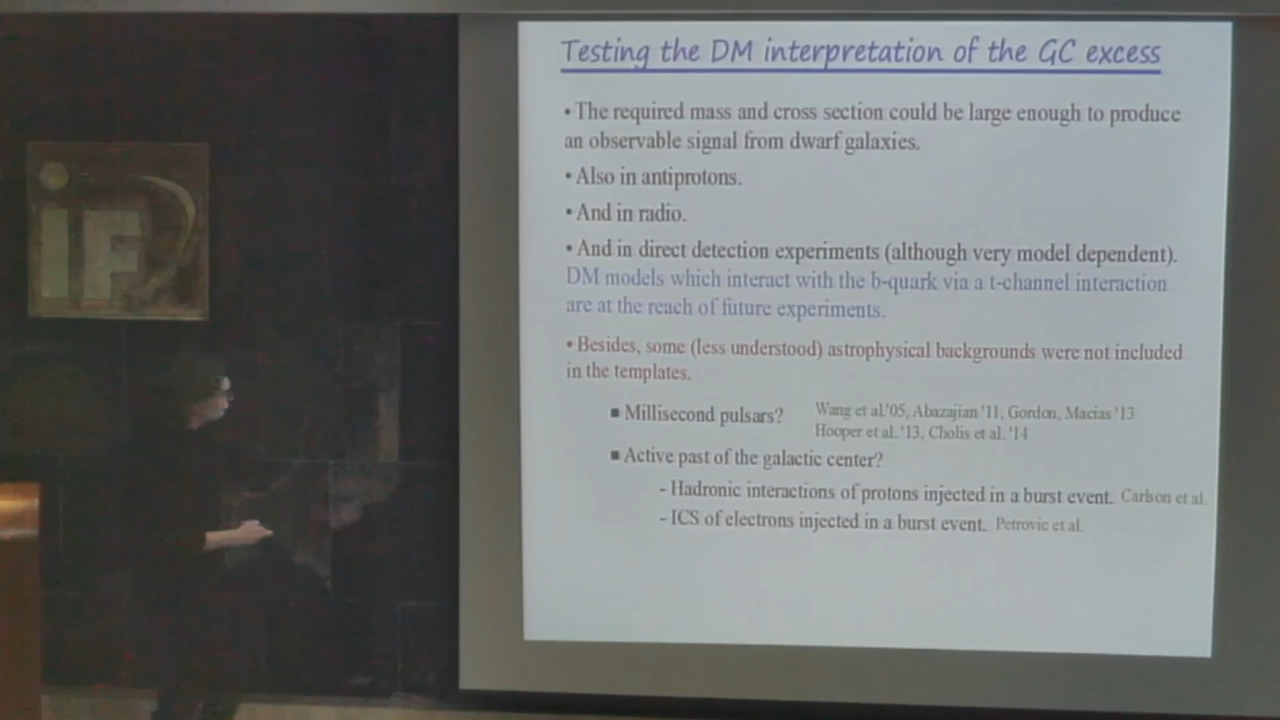 iF
Testing the DM interpretation of the GC excess
• The required mass and cross section could be large enough to produce
an observable signal from dwarf galaxies.
• Also in antiprotons.
• And in radio.
• And in direct detection experiments (although very model dependent).
DM models which interact with the b-quark via a t-channel interaction
are at the reach of future experiments.
• Besides, some (less understood) astrophysical backgrounds were not included
in the templates.
▪ Millisecond pulsars? Wang et al.'05, Abazajian '11, Gordon, Macias '13
Hooper et al. '13, Cholis et al. '14
▪ Active past of the galactic center?
- Hadronic interactions of protons injected in a burst event. Carlson et al.
- ICS of electrons injected in a burst event. Petrovic et al.